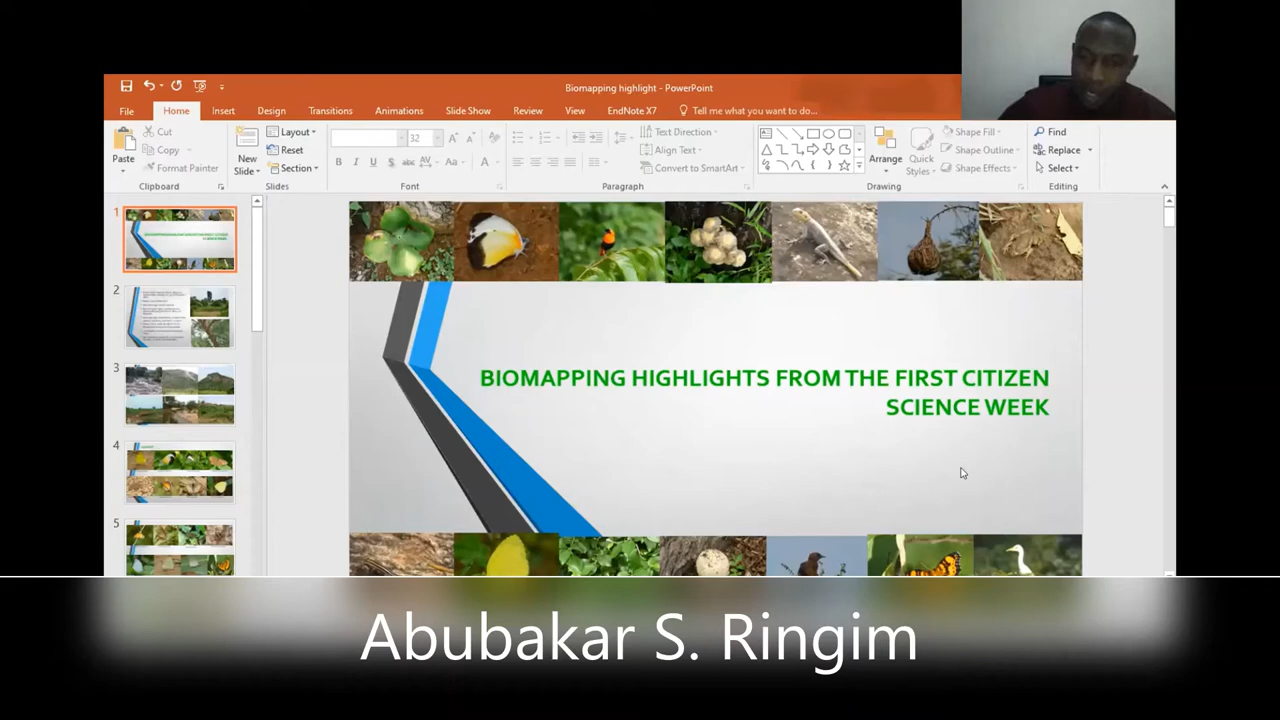 Biomapping highlight - PowerPoint
File Home Insert Design Transitions Animations Slide Show Review View EndNote X7 Tell me what you want to do...
Paste
Cut
Copy
Format Painter
Clipboard
New
Slide
Layout
Reset
Section
Slides
32
B I U S abc AV Aa A
Font
Text Direction
Align Text
Convert to SmartArt
Paragraph
Arrange
Quick
Styles
Shape Fill
Shape Outline
Shape Effects
Drawing
Find
Replace
Select
Editing
1
2
3
4
5
BIOMAPPING HIGHLIGHTS FROM THE FIRST CITIZEN
SCIENCE WEEK
Abubakar S. Ringim